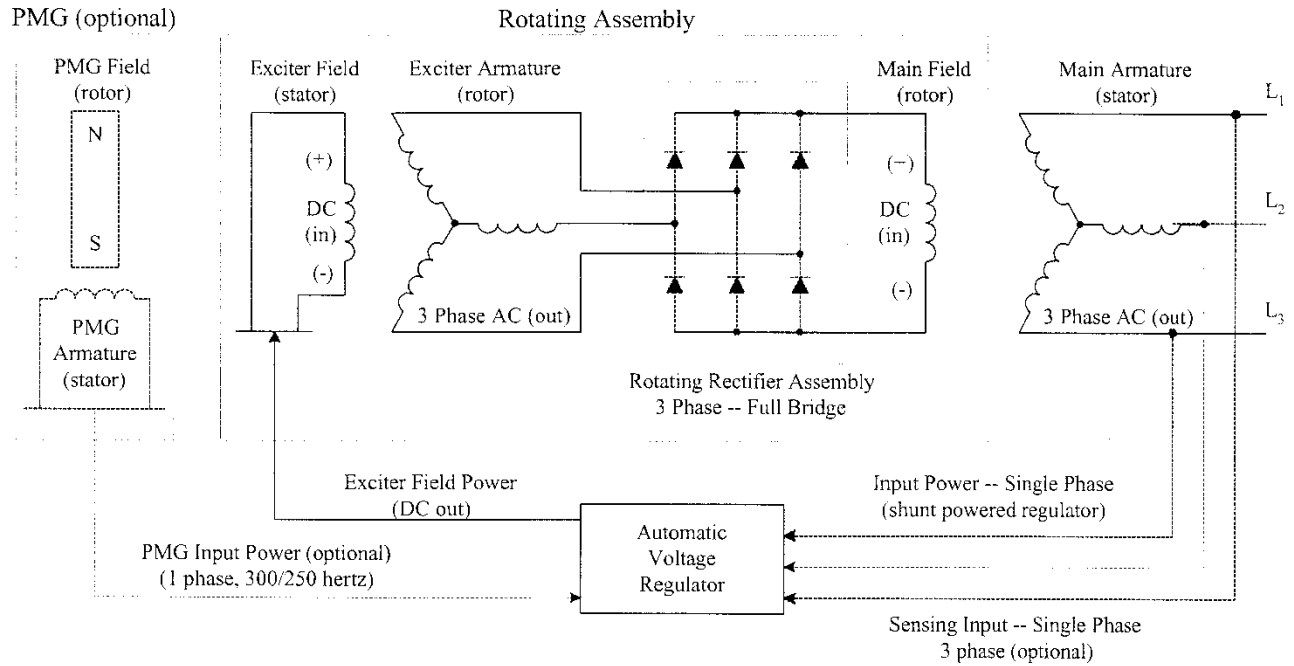 PMG (optional)
Rotating Assembly
PMG Field
(rotor)
Exciter Field
(stator)
Exciter Armature
(rotor)
Main Field
(rotor)
Main Armature
(stator)
L1
N
S
(+)
DC
(in)
(-)
(+)
DC
(in)
(-)
L2
3 Phase AC (out)
3 Phase AC (out)
L3
PMG
Armature
(stator)
Rotating Rectifier Assembly
3 Phase -- Full Bridge
Exciter Field Power
(DC out)
Input Power -- Single Phase
(shunt powered regulator)
Automatic
Voltage
Regulator
PMG Input Power (optional)
(1 phase, 300/250 hertz)
Sensing Input -- Single Phase
3 phase (optional)